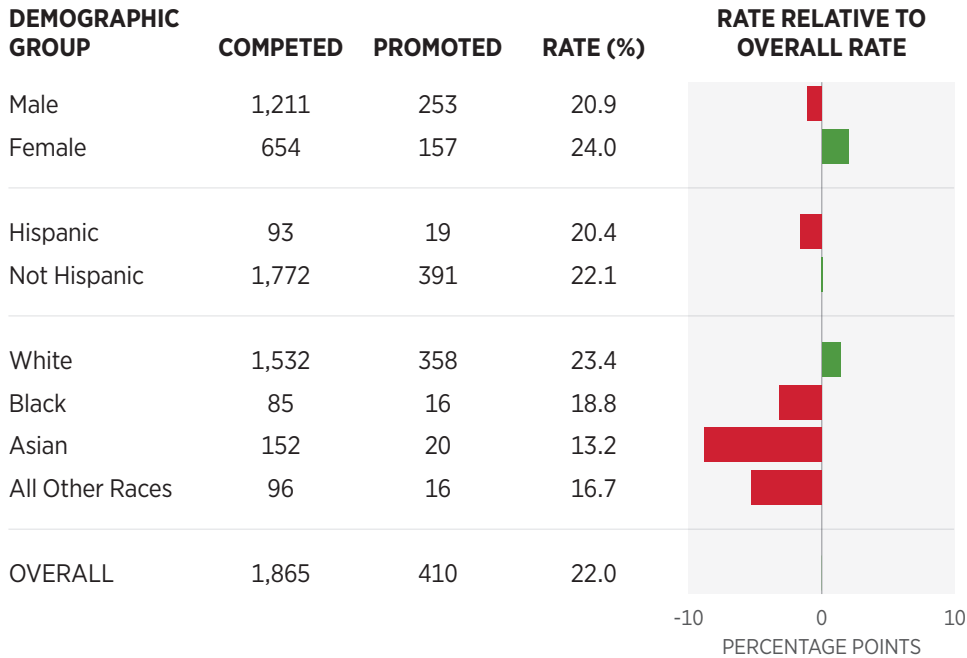 DEMOGRAPHIC GROUP COMPETED PROMOTED RATE (%) RATE RELATIVE TO OVERALL RATE
Male 1,211 253 20.9
Female 654 157 24.0
Hispanic 93 19 20.4
Not Hispanic 1,772 391 22.1
White 1,532 358 23.4
Black 85 16 18.8
Asian 152 20 13.2
All Other Races 96 16 16.7
OVERALL 1,865 410 22.0
-10 0 10
PERCENTAGE POINTS